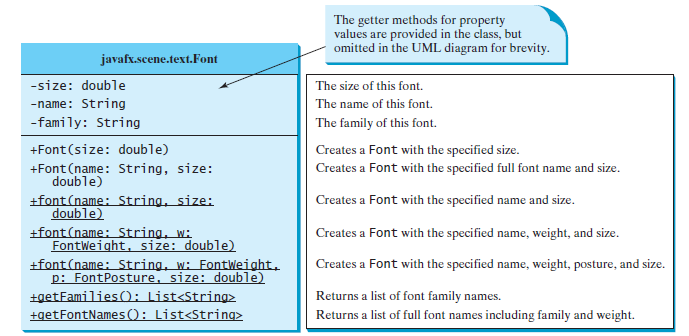 The getter methods for property
values are provided in the class, but
omitted in the UML diagram for brevity.
javafx.scene.text.Font
-size: double
The size of this font.
-name: String
The name of this font.
-family: String
The family of this font.
+Font(size: double)
Creates a Font with the specified size.
+Font(name: String, size:
double)
Creates a Font with the specified full font name and size.
+font(name: String, size:
double)
Creates a Font with the specified name and size.
+font(name: String, w:
FontWeight, size: double)
Creates a Font with the specified name, weight, and size.
+font(name: String, w: FontWeight,
p: FontPosture, size: double)
Creates a Font with the specified name, weight, posture, and size.
+getFamilies(): List<String>
Returns a list of font family names.
+getFontNames(): List<String>
Returns a list of full font names including family and weight.